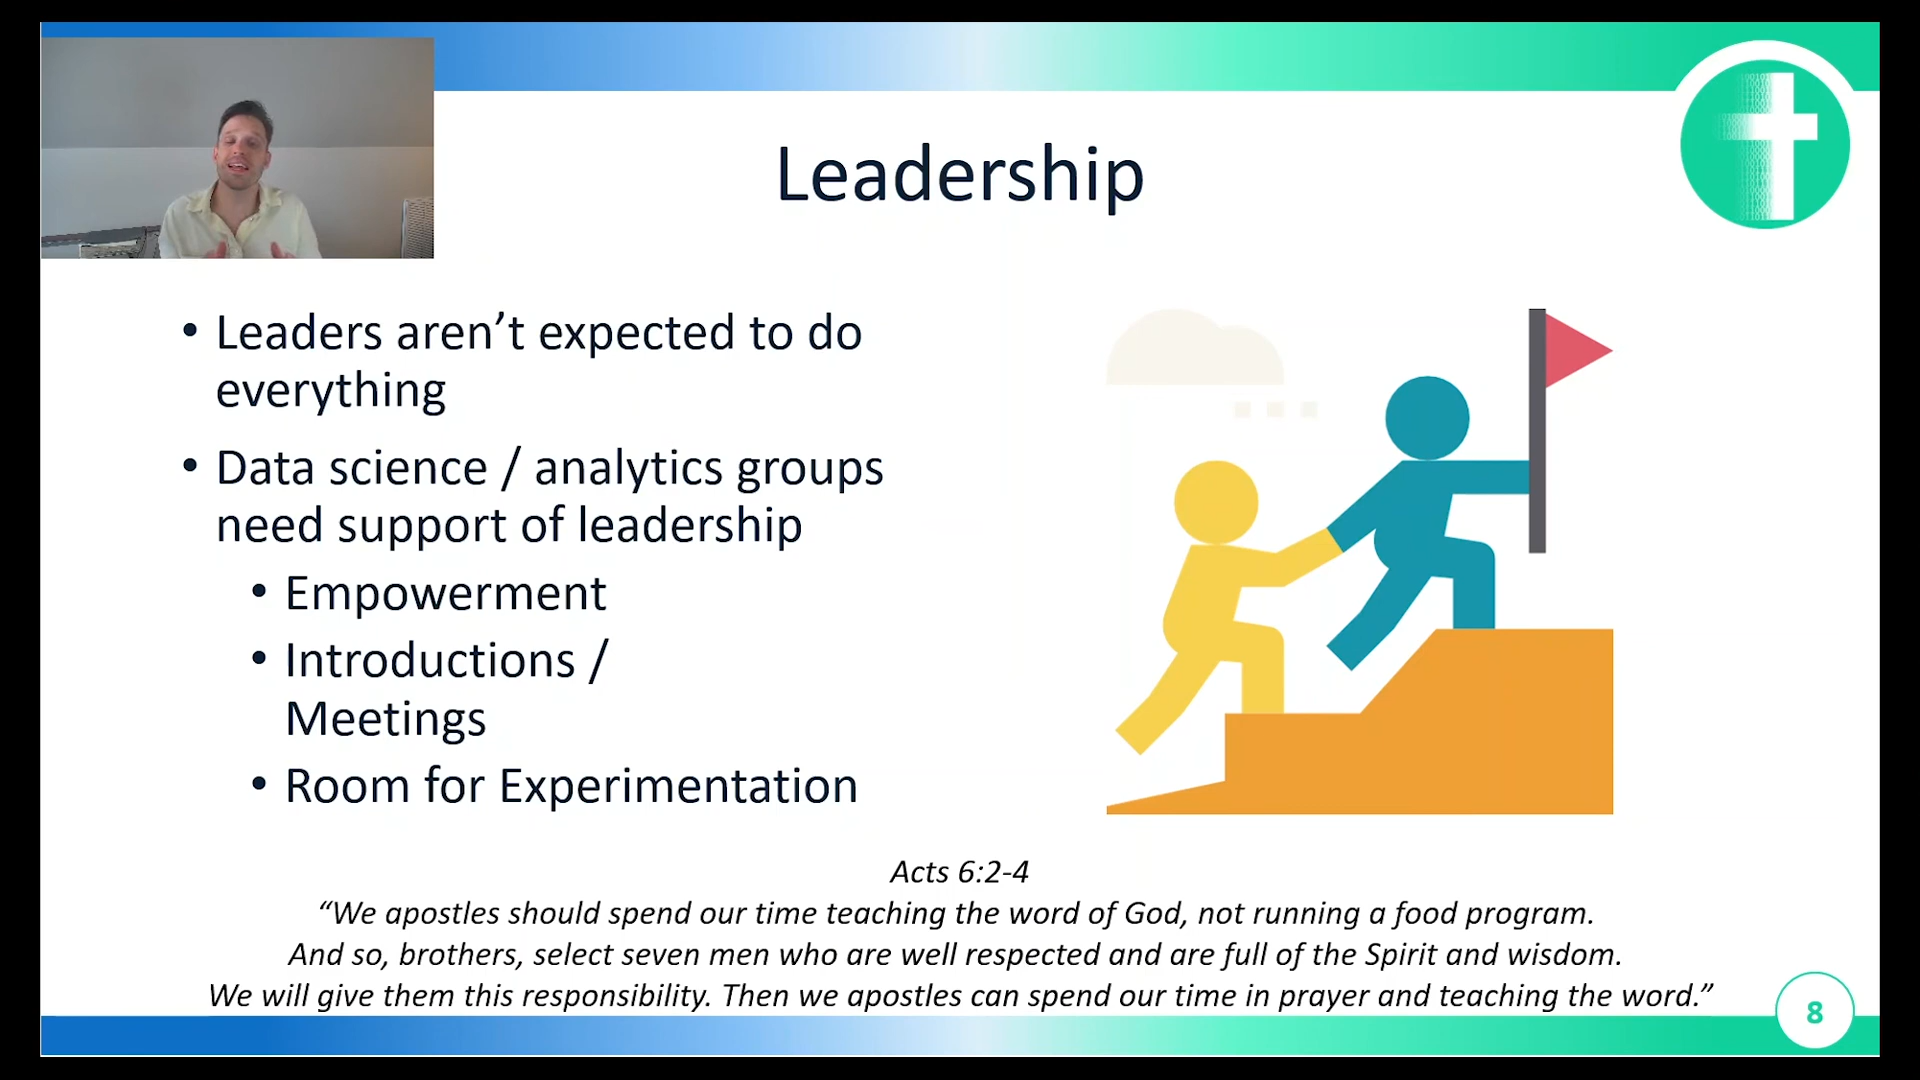 Leadership
• Leaders aren’t expected to do
everything
• Data science / analytics groups
need support of leadership
• Empowerment
• Introductions /
Meetings
• Room for Experimentation
Acts 6:2-4
“We apostles should spend our time teaching the word of God, not running a food program.
And so, brothers, select seven men who are well respected and are full of the Spirit and wisdom.
We will give them this responsibility. Then we apostles can spend our time in prayer and teaching the word.”
8